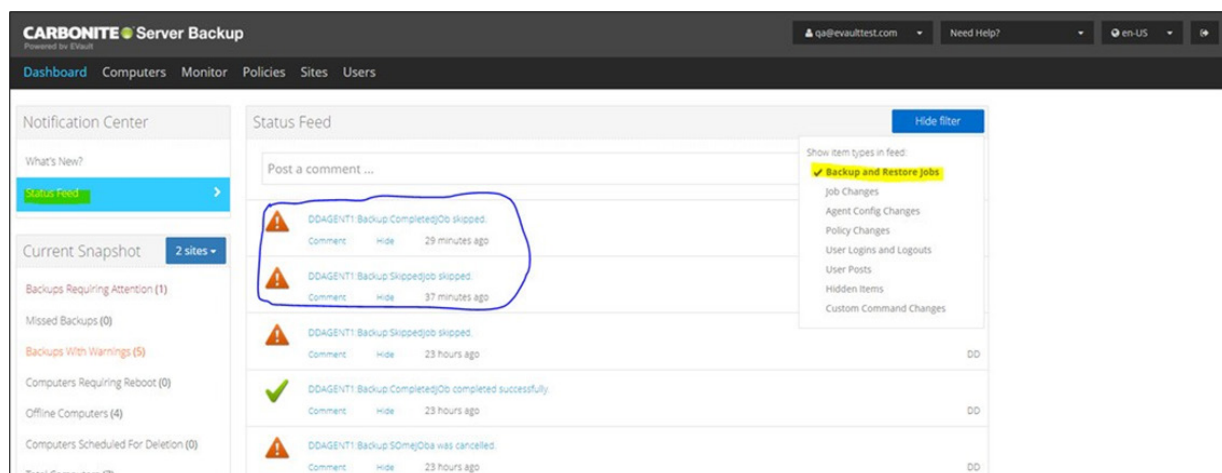 CARBONITE Server Backup
Powered by EVault
qa@evaulttest.com
Need Help?
en-US
Dashboard Computers Monitor Policies Sites Users
Notification Center
What's New?
Status Feed
Current Snapshot
2 sites
Backups Requiring Attention (1)
Missed Backups (0)
Backups With Warnings (5)
Computers Requiring Reboot (0)
Offline Computers (4)
Computers Scheduled For Deletion (0)
Status Feed
Hide filter
Post a comment ...
Show item types in feed:
Backup and Restore Jobs
Job Changes
Agent Config Changes
Policy Changes
User Logins and Logouts
User Posts
Hidden Items
Custom Command Changes
DDAGENT1:Backup:CompletedJOb skipped.
Comment Hide 29 minutes ago
DDAGENT1:Backup:SkippedJob skipped.
Comment Hide 37 minutes ago
DDAGENT1:Backup:SkippedJob skipped.
Comment Hide 23 hours ago DD
DDAGENT1:Backup:CompletedJOb completed successfully.
Comment Hide 23 hours ago DD
DDAGENT1:Backup:SOmeJOba was cancelled.
Comment Hide 23 hours ago DD